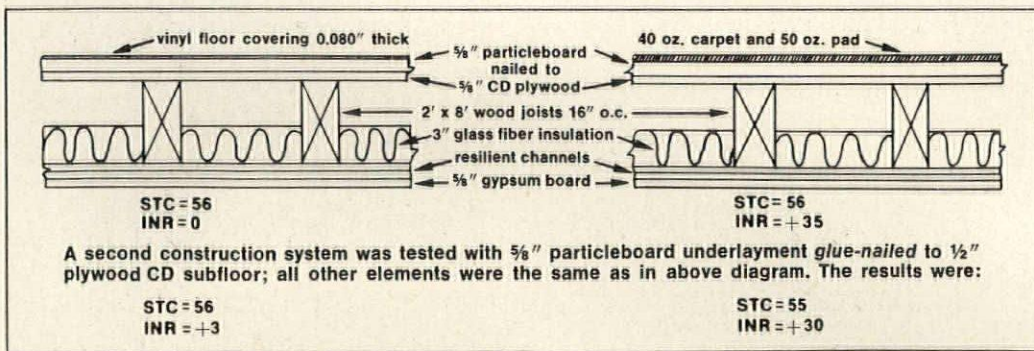 vinyl floor covering 0.080" thick
5/8" particleboard
nailed to
5/8" CD plywood
40 oz. carpet and 50 oz. pad
2' x 8' wood joists 16" o.c.
3" glass fiber insulation
resilient channels
5/8" gypsum board
STC=56
INR=0
STC=56
INR=+35
A second construction system was tested with 5/8" particleboard underlayment glue-nailed to 1/2"
plywood CD subfloor; all other elements were the same as in above diagram. The results were:
STC=56
INR=+3
STC=55
INR=+30